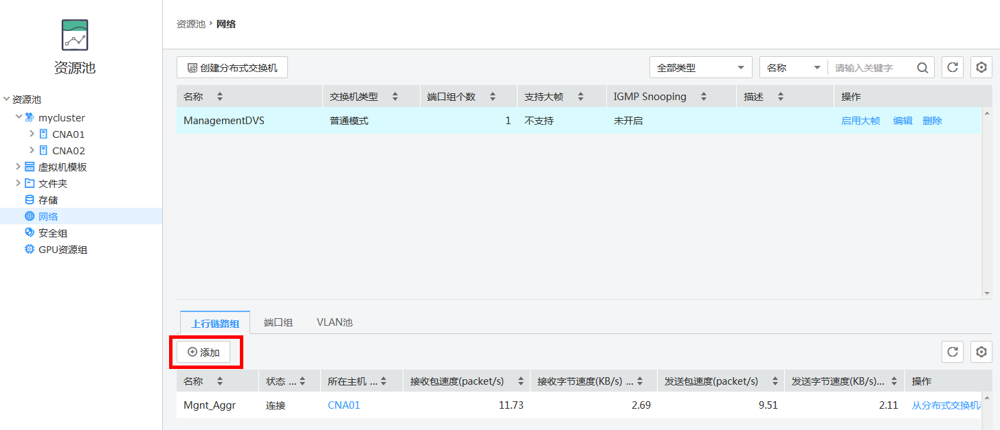 资源池
资源池 › 网络
资源池
mycluster
CNA01
CNA02
虚拟机模板
文件夹
存储
网络
安全组
GPU资源组
创建分布式交换机
全部类型 名称 请输入关键字
名称 交换机类型 端口组个数 支持大帧 IGMP Snooping 描述 操作
ManagementDVS 普通模式 1 不支持 未开启 启用大帧 编辑 删除
上行链路组 端口组 VLAN池
添加
名称 状态 ... 所在主机 ... 接收包速度(packet/s) 接收字节速度(KB/s) ... 发送包速度(packet/s) 发送字节速度(KB/s)... 操作
Mgnt_Aggr 连接 CNA01 11.73 2.69 9.51 2.11 从分布式交换机